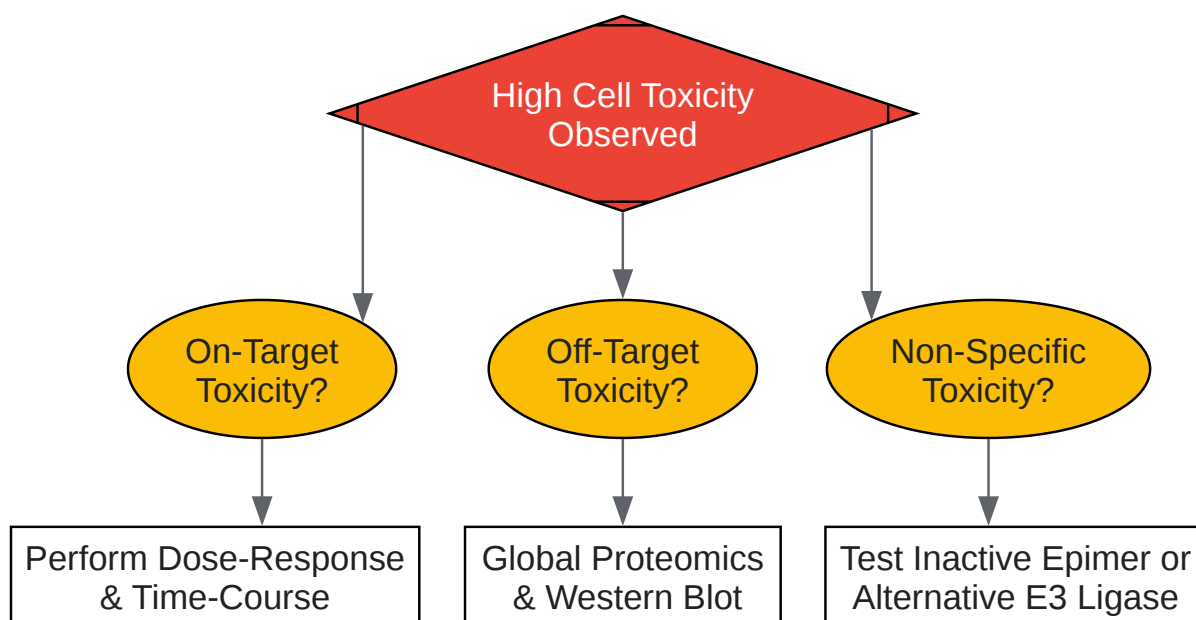 High Cell Toxicity
Observed
On-Target
Toxicity?
Off-Target
Toxicity?
Non-Specific
Toxicity?
Perform Dose-Response
& Time-Course
Global Proteomics
& Western Blot
Test Inactive Epimer or
Alternative E3 Ligase